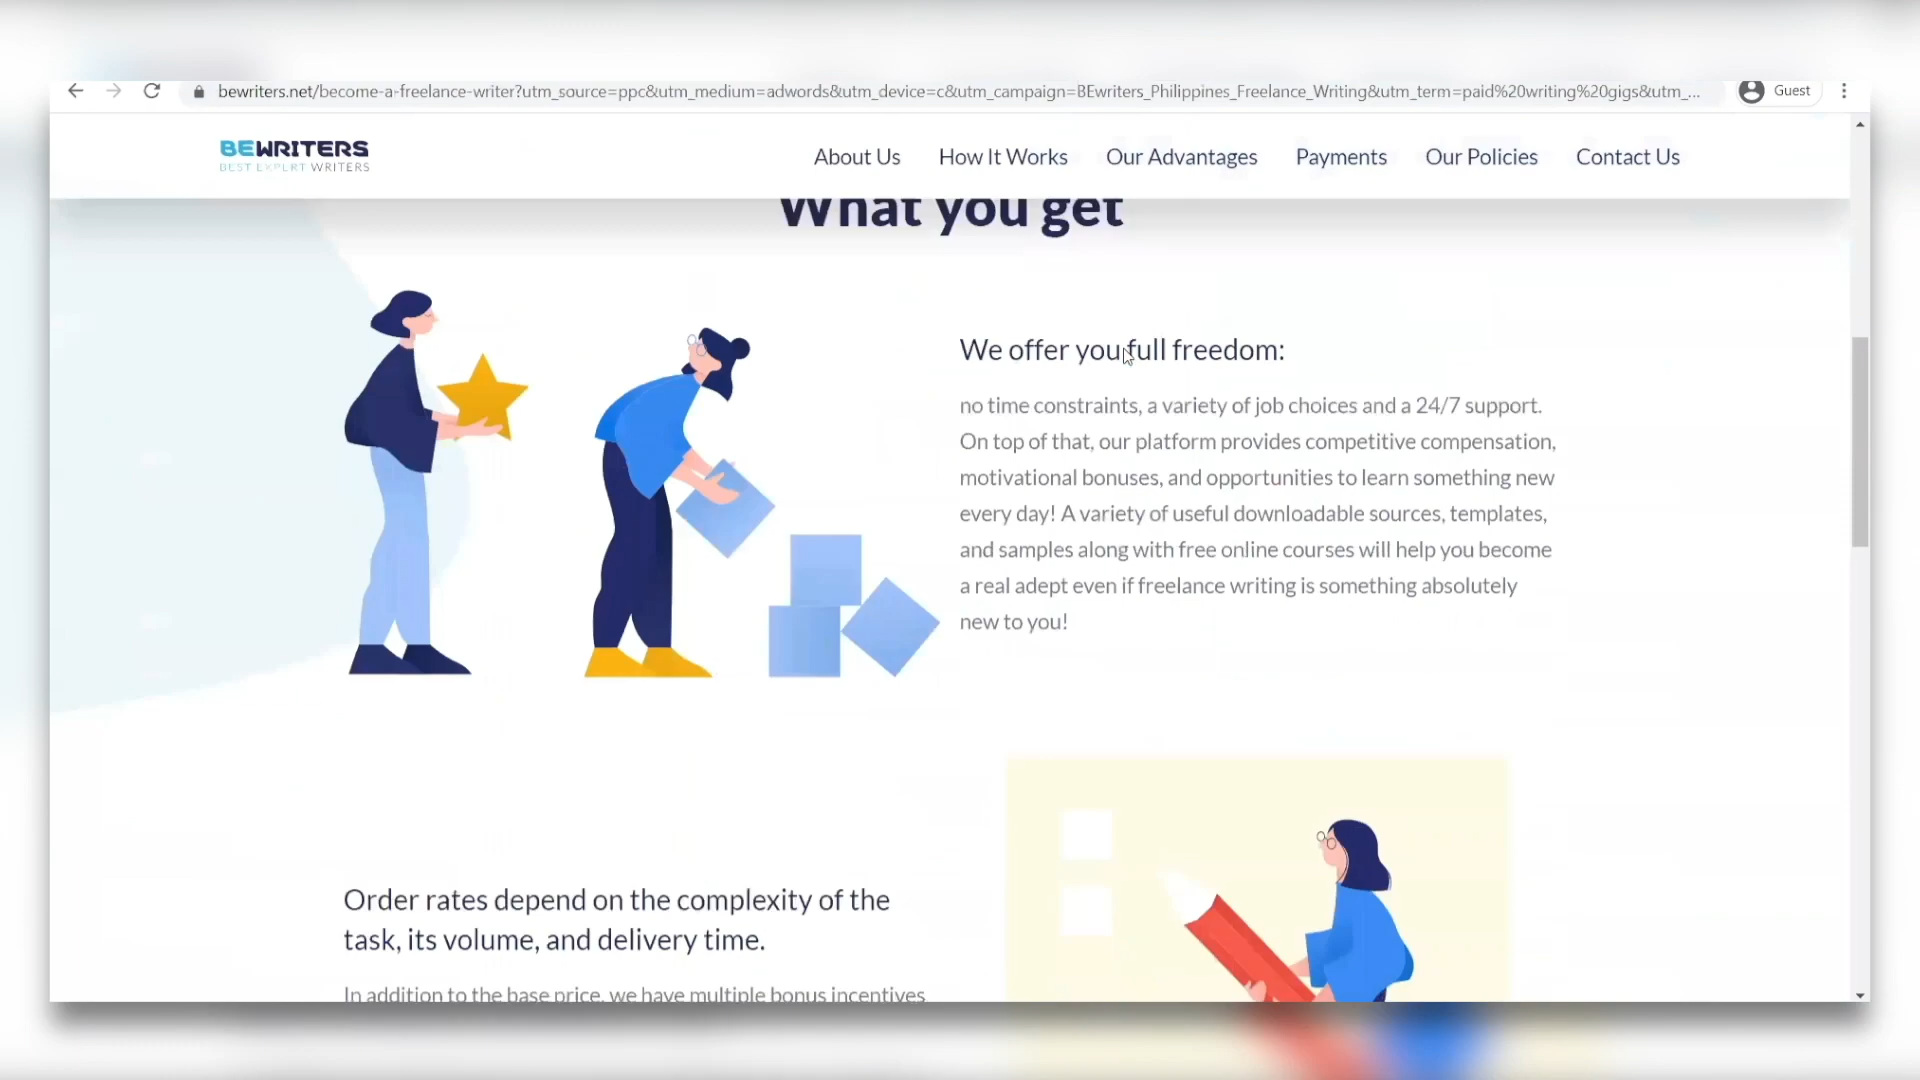 bewriters.net/become-a-freelance-writer?utm_source=ppc&utm_medium=adwords&utm_device=c&utm_campaign=BEwriters_Philippines_Freelance_Writing&utm_term=paid%20writing%20gigs&utm_...
Guest
BEWRITERS
BEST EXPERT WRITERS
About Us
How It Works
Our Advantages
Payments
Our Policies
Contact Us
What you get
We offer you full freedom:
no time constraints, a variety of job choices and a 24/7 support.
On top of that, our platform provides competitive compensation,
motivational bonuses, and opportunities to learn something new
every day! A variety of useful downloadable sources, templates,
and samples along with free online courses will help you become
a real adept even if freelance writing is something absolutely
new to you!
Order rates depend on the complexity of the
task, its volume, and delivery time.
In addition to the base price, we have multiple bonus incentives